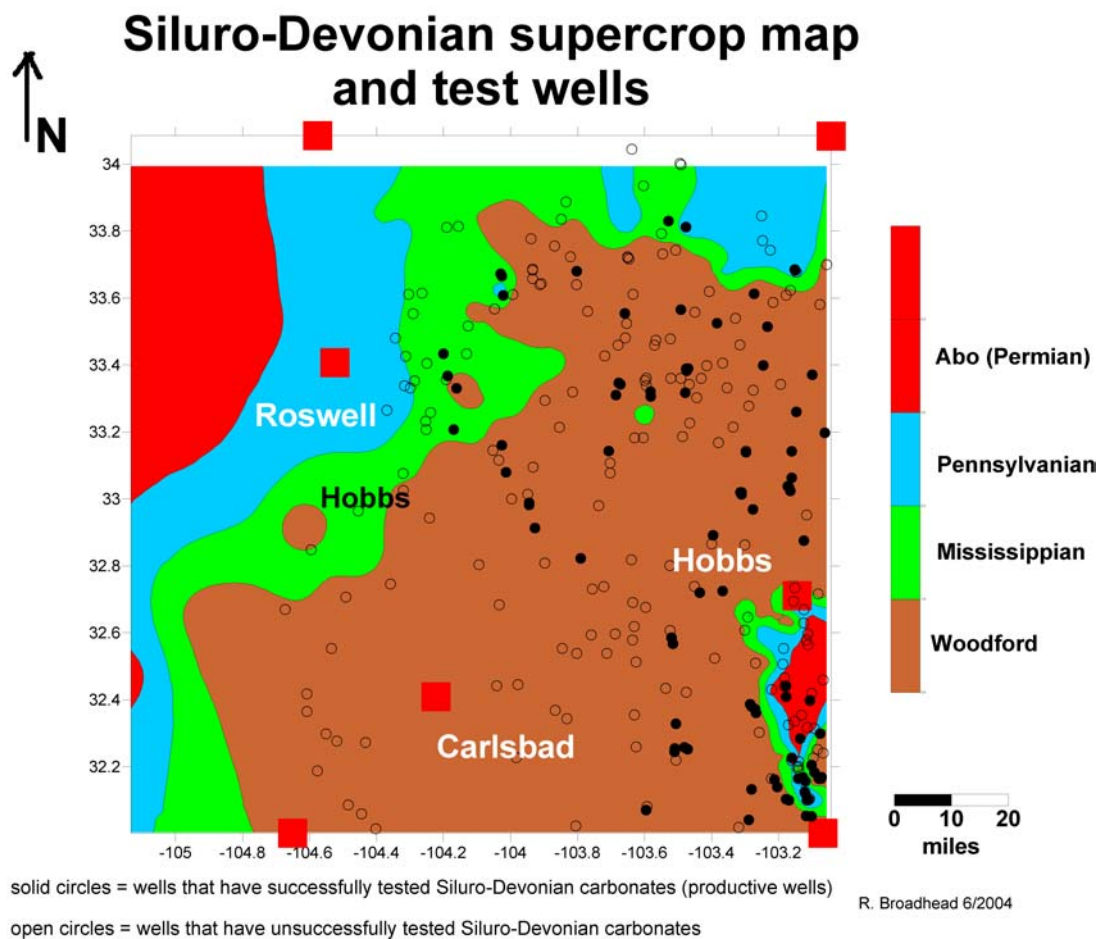 Siluro-Devonian supercrop map
and test wells
N
34
33.8
33.6
33.4
33.2
33
32.8
32.6
32.4
32.2
-105
-104.8
-104.6
-104.4
-104.2
-104
-103.8
-103.6
-103.4
-103.2
Roswell
Hobbs
Hobbs
Carlsbad
Abo (Permian)
Pennsylvanian
Mississippian
Woodford
0 10 20
miles
solid circles = wells that have successfully tested Siluro-Devonian carbonates (productive wells)
R. Broadhead 6/2004
open circles = wells that have unsuccessfully tested Siluro-Devonian carbonates